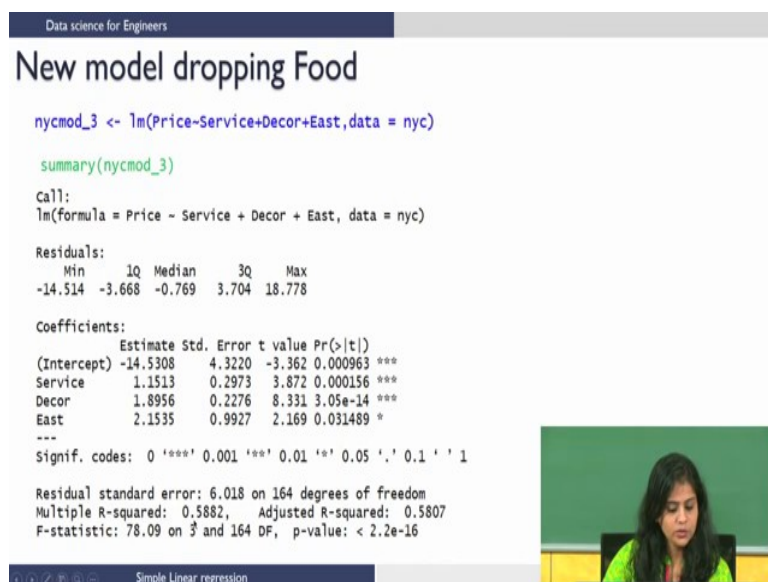 Data science for Engineers
New model dropping Food
nycmod_3 <- lm(Price~Service+Decor+East,data = nyc)
summary(nycmod_3)
Call:
lm(formula = Price ~ Service + Decor + East, data = nyc)
Residuals:
Min 1Q Median 3Q Max
-14.514 -3.668 -0.769 3.704 18.778
Coefficients:
Estimate Std. Error t value Pr(>|t|)
(Intercept) -14.5308 4.3220 -3.362 0.000963 ***
Service 1.1513 0.2973 3.872 0.000156 ***
Decor 1.8956 0.2276 8.331 3.05e-14 ***
East 2.1535 0.9927 2.169 0.031489 *
---
Signif. codes: 0 '***' 0.001 '**' 0.01 '*' 0.05 '.' 0.1 ' ' 1
Residual standard error: 6.018 on 164 degrees of freedom
Multiple R-squared: 0.5882, Adjusted R-squared: 0.5807
F-statistic: 78.09 on 3 and 164 DF, p-value: < 2.2e-16
Simple Linear regression